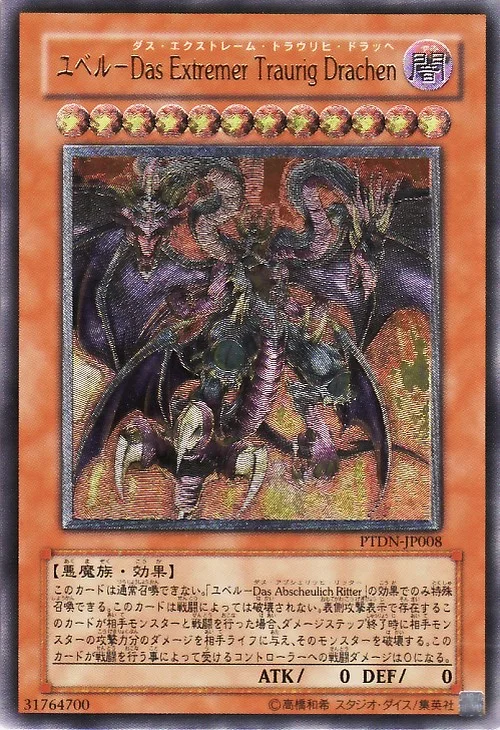 ダス・エクストレーム・トラウリヒ・ドラッヘ
ユベル－Das Extremer Traurig Drachen
闇
PTDN-JP008
【悪魔族・効果】
このカードは通常召喚できない。「ユベル－Das Abscheulich Ritter」の効果でのみ特殊
召喚できる。このカードは戦闘によっては破壊されない。表側攻撃表示で存在するこ
のカードが相手モンスターと戦闘を行った場合、ダメージステップ終了時に相手モン
スターの攻撃力分のダメージを相手ライフに与え、そのモンスターを破壊する。この
カードが戦闘を行う事によって受けるコントローラーへの戦闘ダメージは0になる。
ATK/ 0 DEF/ 0
31764700 ©高橋和希 スタジオ・ダイス/集英社